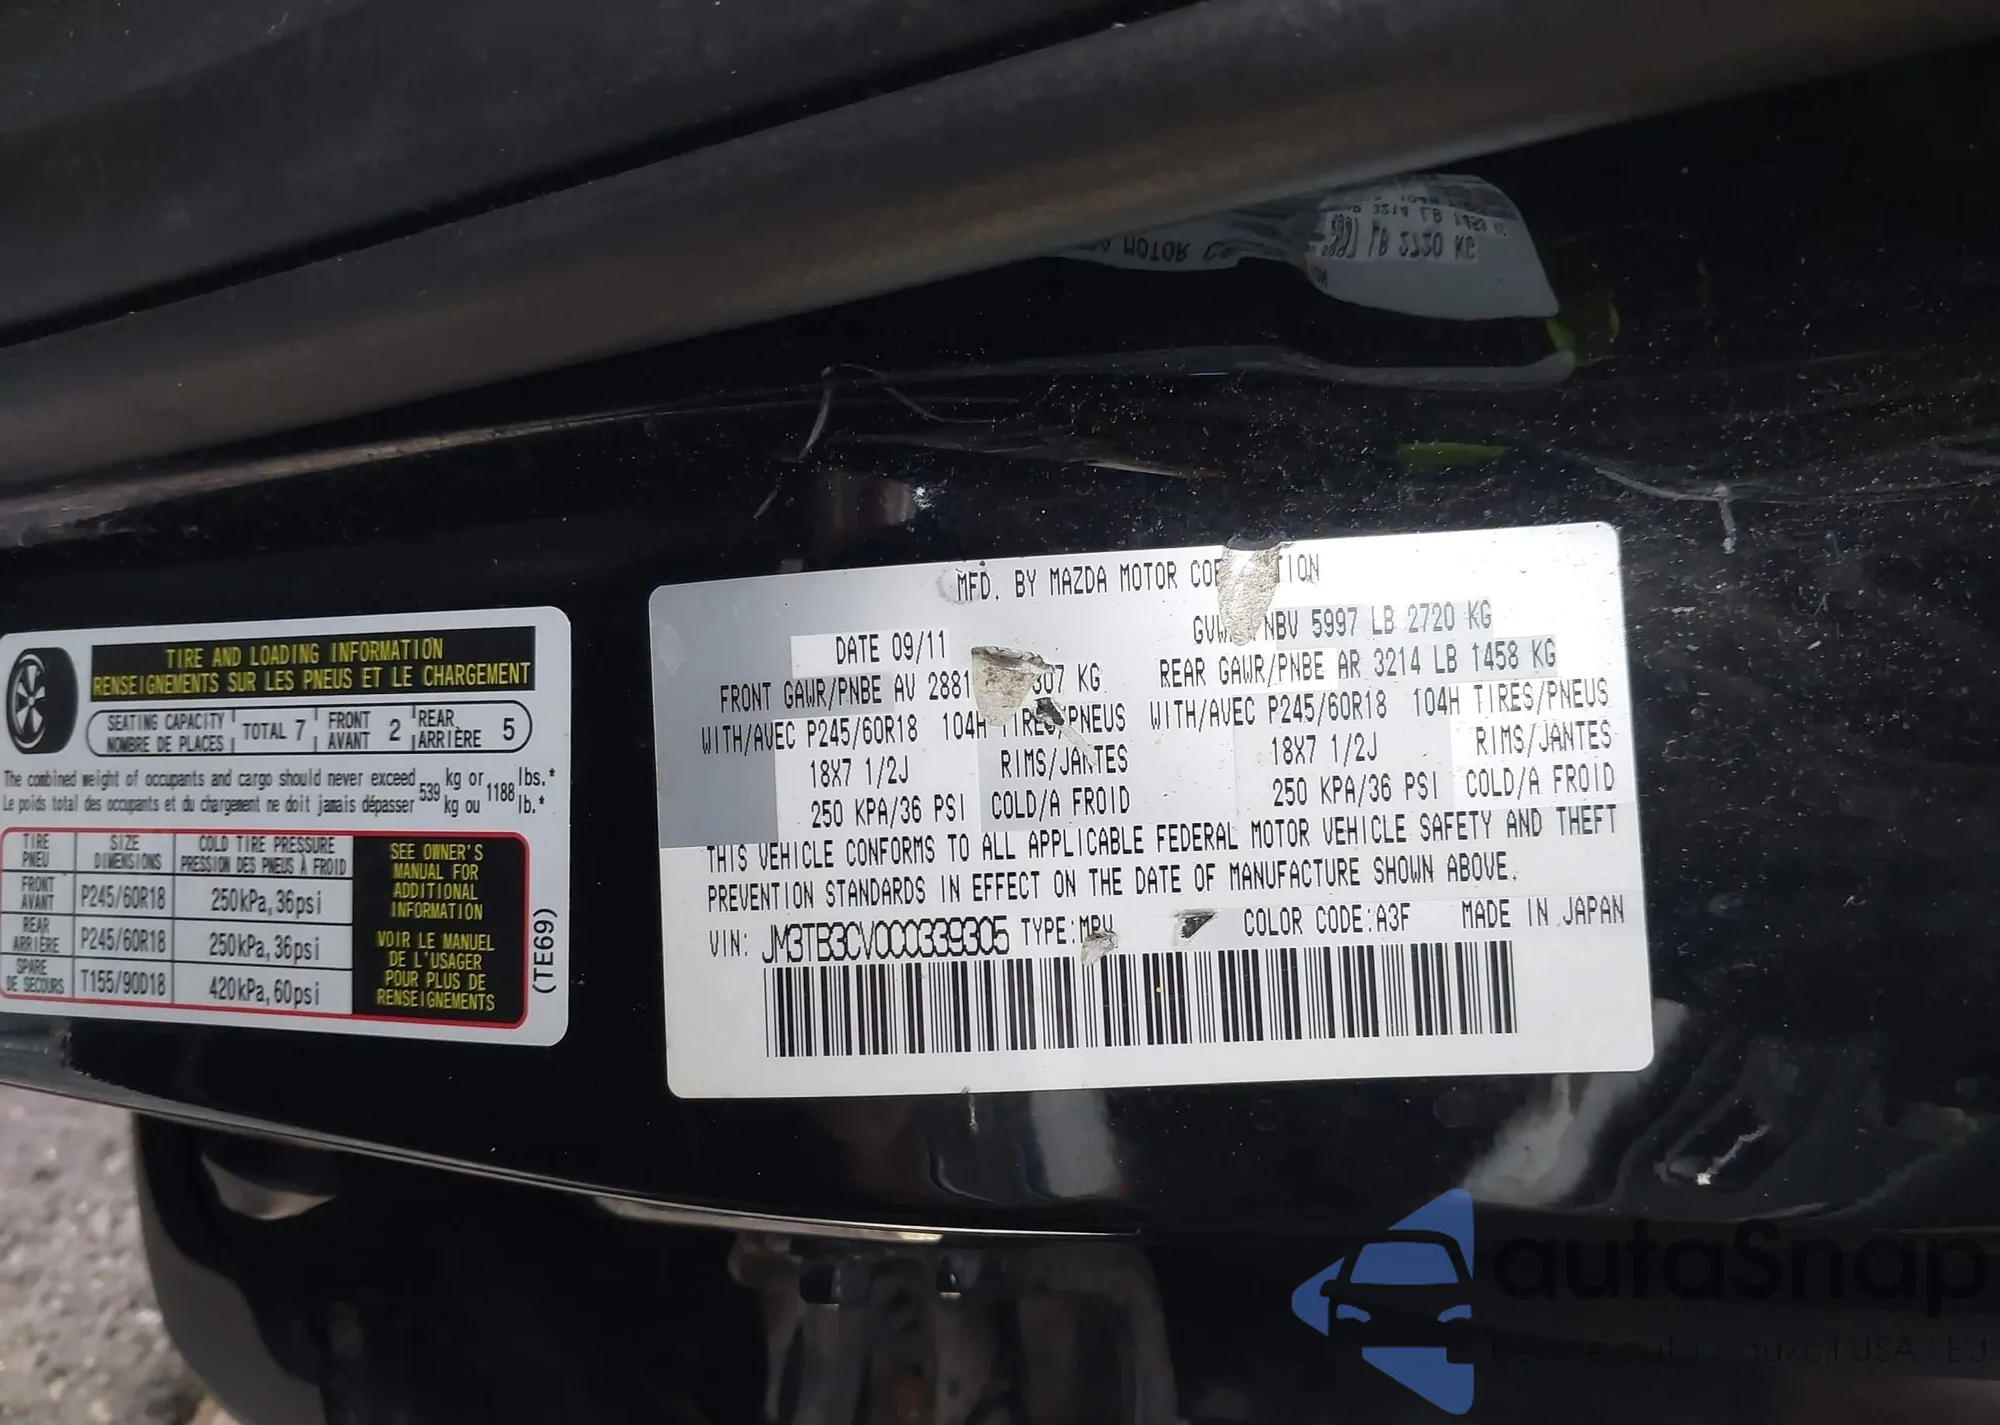 TIRE AND LOADING INFORMATION
RENSEIGNEMENTS SUR LES PNEUS ET LE CHARGEMENT
SEATING CAPACITY TOTAL 7 FRONT 2 REAR 5
NOMBRE DE PLACES AVANT ARRIÈRE
The combined weight of occupants and cargo should never exceed 539 kg or 1188 lbs.*
Le poids total des occupants et du chargement ne doit jamais dépasser kg ou lb.*
TIRE SIZE COLD TIRE PRESSURE
PNEU DIMENSIONS PRESSION DES PNEUS À FROID
FRONT AVANT P245/60R18 250kPa, 36psi
REAR ARRIÈRE P245/60R18 250kPa, 36psi
SPARE DE SECOURS T155/90D18 420kPa, 60psi
SEE OWNER'S
MANUAL FOR
ADDITIONAL
INFORMATION
VOIR LE MANUEL
DE L'USAGER
POUR PLUS DE
RENSEIGNEMENTS
(TE69)
MFD. BY MAZDA MOTOR
DATE 09/11 NBV 5997 LB 2720 KG
FRONT GAWR/PNBE AV 2881 KG REAR GAWR/PNBE AR 3214 LB 1458 KG
WITH/AVEC P245/60R18 104H TIRES/PNEUS WITH/AVEC P245/60R18 104H TIRES/PNEUS
18X7 1/2J RIMS/JANTES 18X7 1/2J RIMS/JANTES
250 KPA/36 PSI COLD/A FROID 250 KPA/36 PSI COLD/A FROID
THIS VEHICLE CONFORMS TO ALL APPLICABLE FEDERAL MOTOR VEHICLE SAFETY AND THEFT
PREVENTION STANDARDS IN EFFECT ON THE DATE OF MANUFACTURE SHOWN ABOVE.
VIN: JM3TB3CV0C0339305 TYPE:MPV COLOR CODE:A3F MADE IN JAPAN
autaSnap